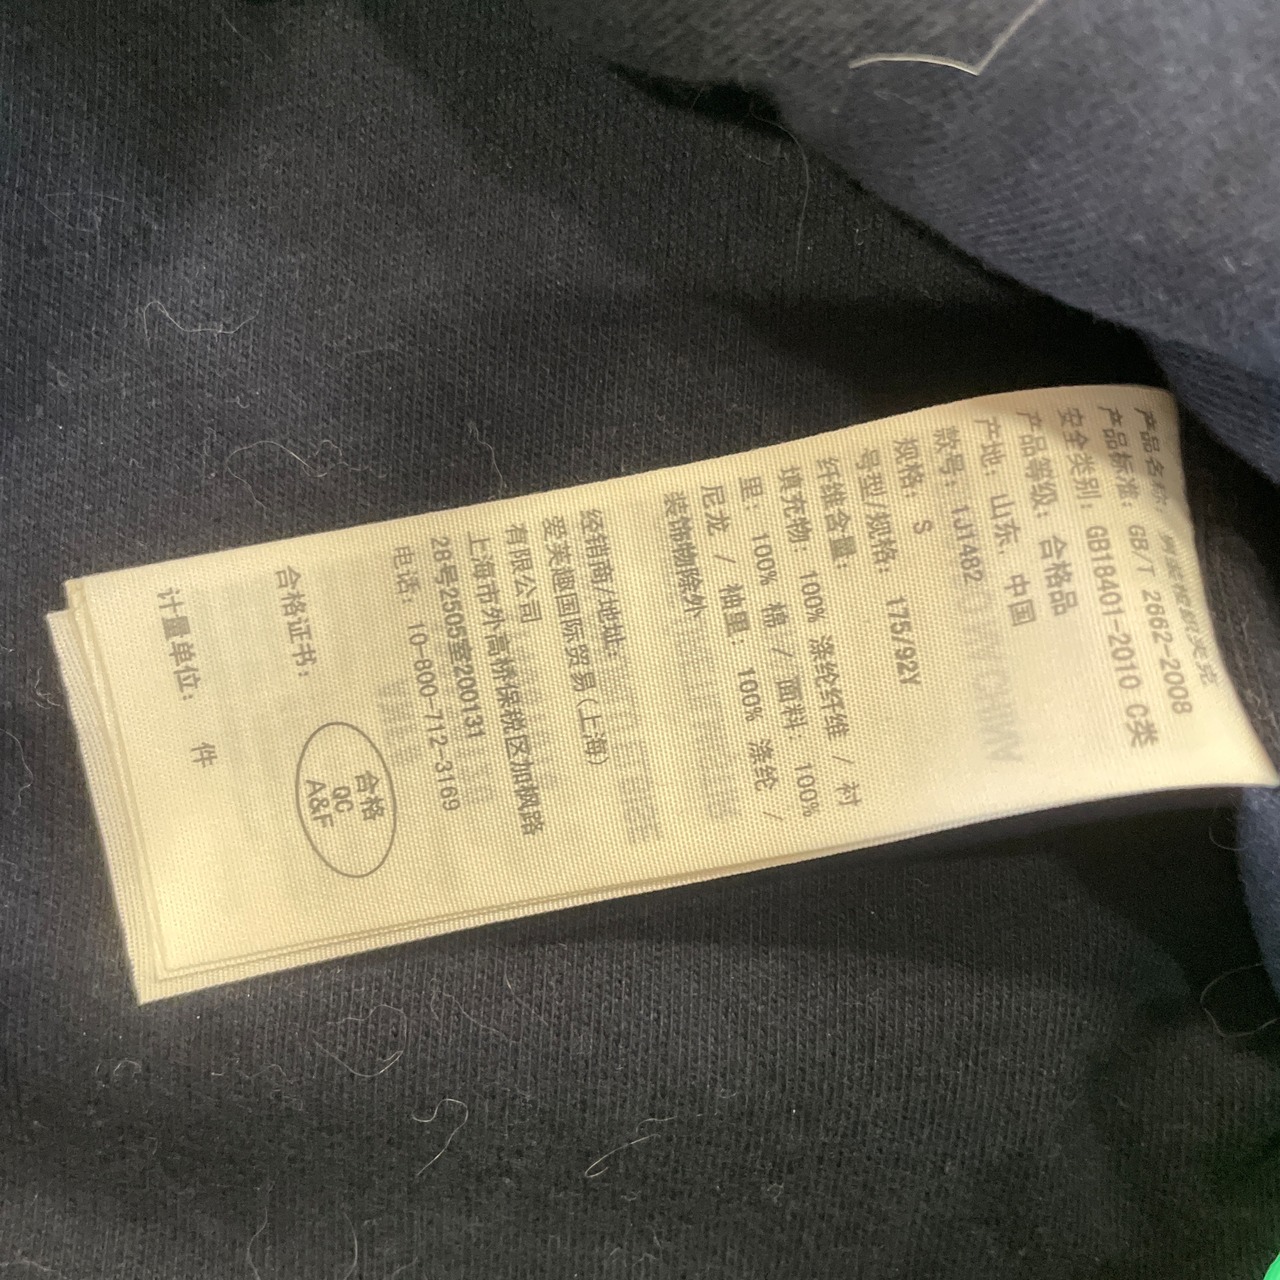 产品名称:
产品标准: GB/T 2662-2008
安全类别: GB18401-2010 C类
产品等级: 合格品
产地: 山东, 中国
款号: 1J1482
规格: S
号型/规格: 175/92Y
纤维含量:
填充物: 100% 涤纶纤维 / 衬
里: 100% 棉 / 面料: 100%
尼龙 / 袖里: 100% 涤纶 /
装饰物除外
经销商/地址:
爱芙趣国际贸易(上海)
有限公司
上海市外高桥保税区加枫路
28号2505室200131
电话: 10-800-712-3169
合格证书:
合格
QC
A&F
计量单位: 件